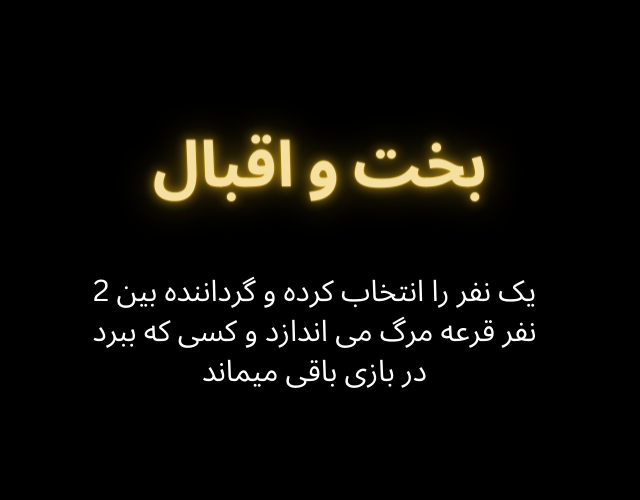 بخت و اقبال
یک نفر را انتخاب کرده و گرداننده بین 2
نفر قرعه مرگ می اندازد و کسی که ببرد
در بازی باقی میماند